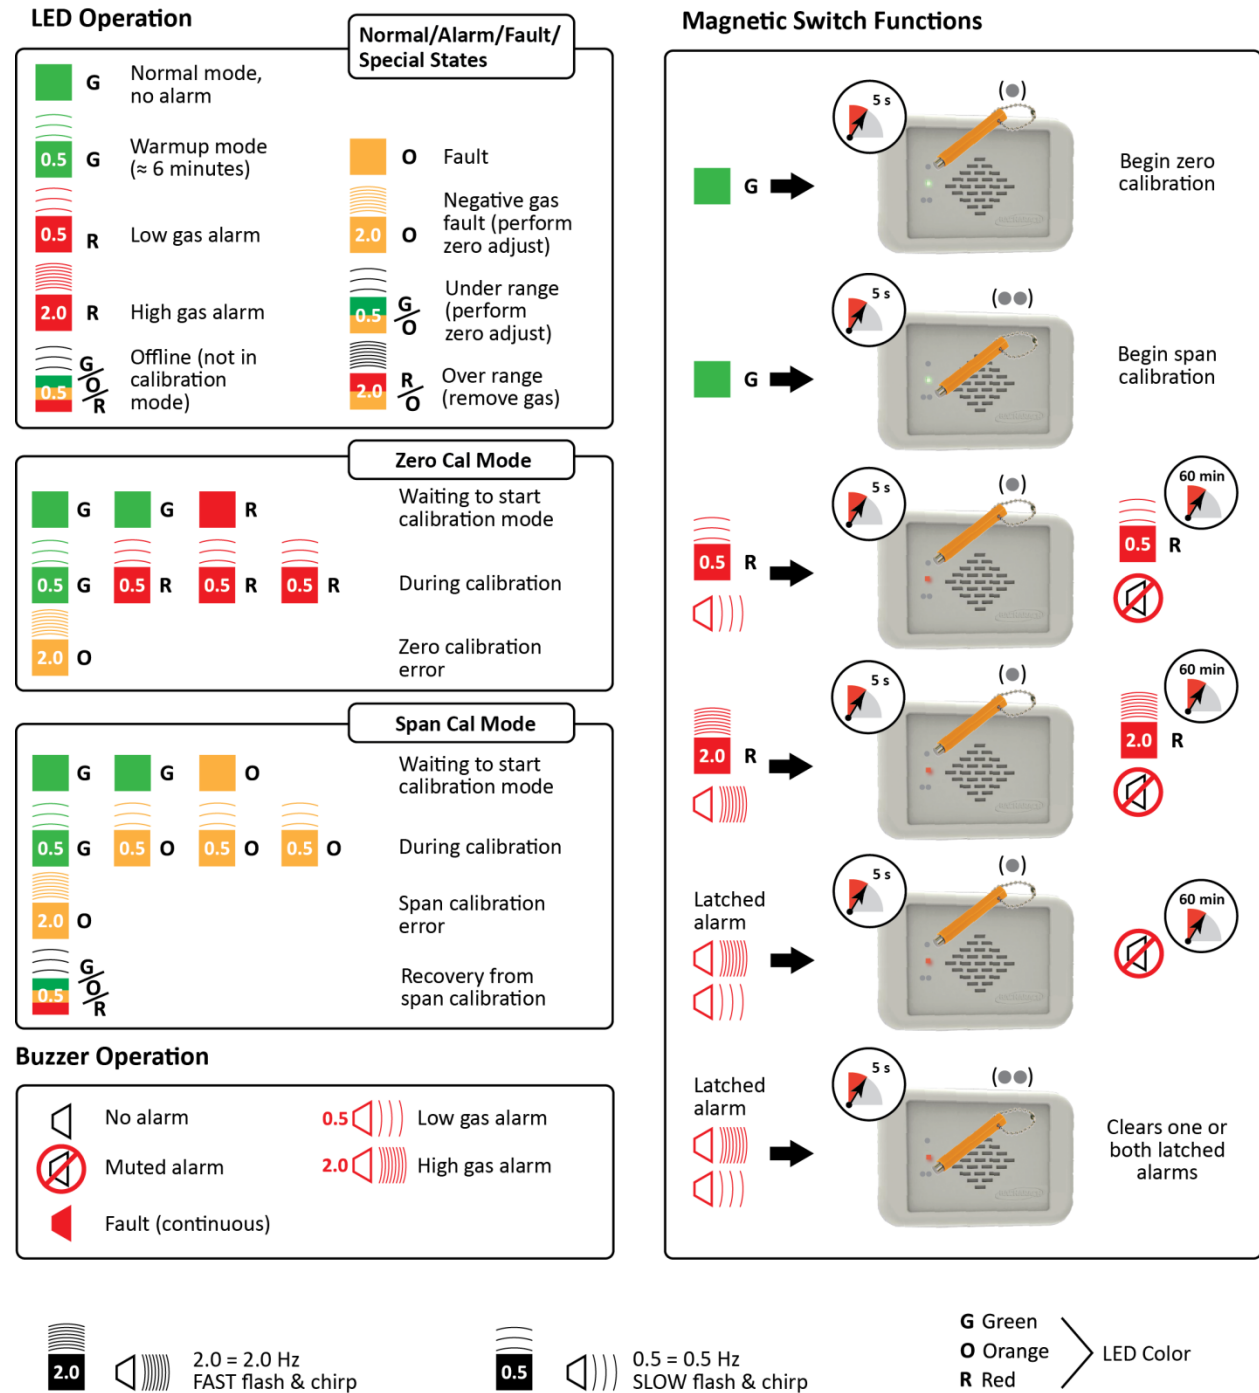 LED Operation
Normal/Alarm/Fault/
Special States
G
Normal mode,
no alarm
0.5
G
Warmup mode
(≈ 6 minutes)
0.5
R
Low gas alarm
2.0
R
High gas alarm
0.5
G/O/R
Offline (not in
calibration
mode)
O
Fault
2.0
O
Negative gas
fault (perform
zero adjust)
0.5
G/O
Under range
(perform
zero adjust)
2.0
R/O
Over range
(remove gas)
Zero Cal Mode
G G R
Waiting to start
calibration mode
0.5 G 0.5 R 0.5 R 0.5 R
During calibration
2.0 O
Zero calibration
error
Span Cal Mode
G G O
Waiting to start
calibration mode
0.5 G 0.5 O 0.5 O 0.5 O
During calibration
2.0 O
Span calibration
error
0.5
G/O/R
Recovery from
span calibration
Buzzer Operation
No alarm
Muted alarm
Fault (continuous)
0.5
Low gas alarm
2.0
High gas alarm
Magnetic Switch Functions
G
5 s
Begin zero
calibration
G
5 s
Begin span
calibration
0.5 R
5 s
60 min
0.5 R
2.0 R
5 s
60 min
2.0 R
Latched
alarm
5 s
60 min
Latched
alarm
5 s
Clears one or
both latched
alarms
2.0
2.0 = 2.0 Hz
FAST flash & chirp
0.5
0.5 = 0.5 Hz
SLOW flash & chirp
G Green
O Orange
R Red
LED Color